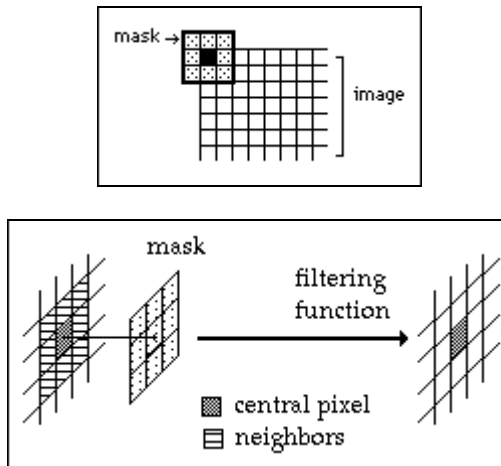 mask →
image
mask
filtering
function
central pixel
neighbors